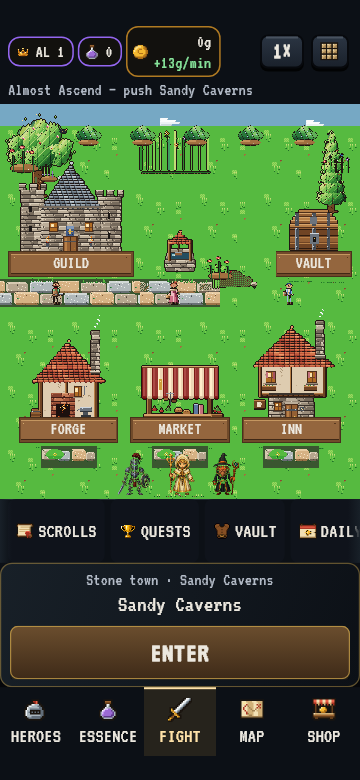 AL 1
0
0g
+13g/min
1X
Almost Ascend — push Sandy Caverns
GUILD
VAULT
FORGE
MARKET
INN
SCROLLS
QUESTS
VAULT
DAILY
Stone town · Sandy Caverns
Sandy Caverns
ENTER
HEROES
ESSENCE
FIGHT
MAP
SHOP